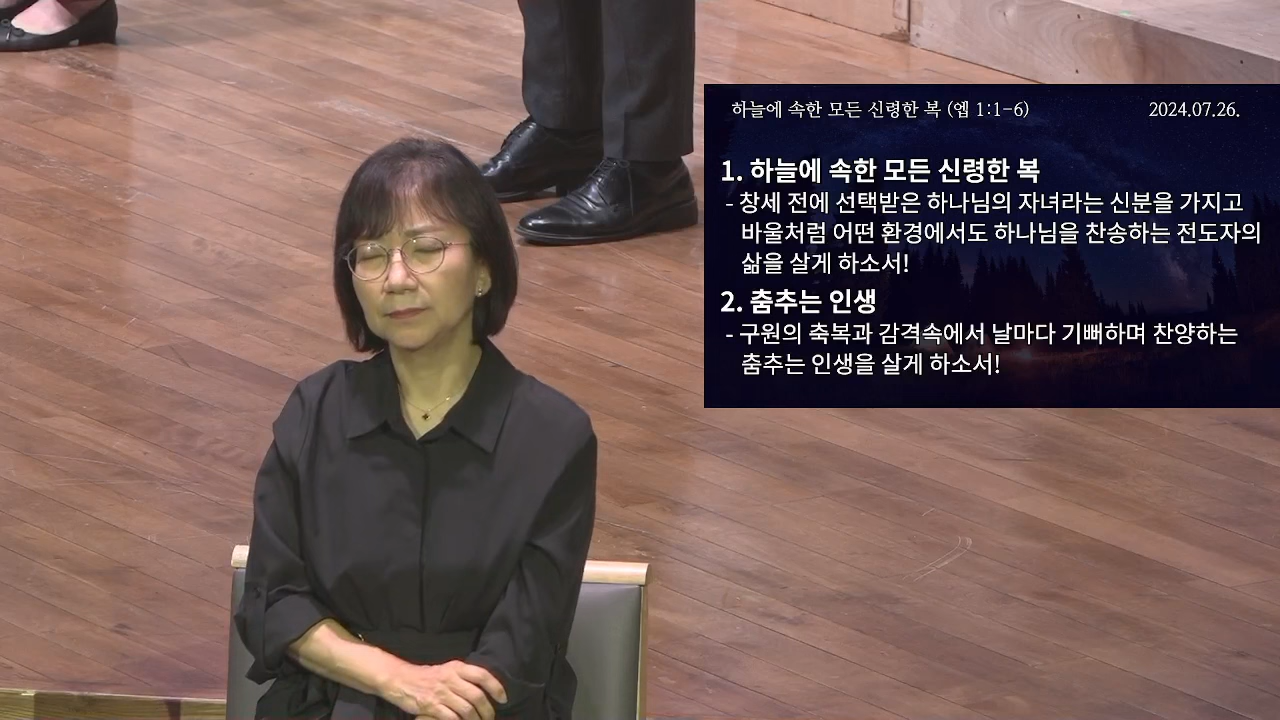 하늘에 속한 모든 신령한 복 (엡 1:1-6) 2024.07.26.
1. 하늘에 속한 모든 신령한 복
- 창세 전에 선택받은 하나님의 자녀라는 신분을 가지고
바울처럼 어떤 환경에서도 하나님을 찬송하는 전도자의
삶을 살게 하소서!
2. 춤추는 인생
- 구원의 축복과 감격속에서 날마다 기뻐하며 찬양하는
춤추는 인생을 살게 하소서!